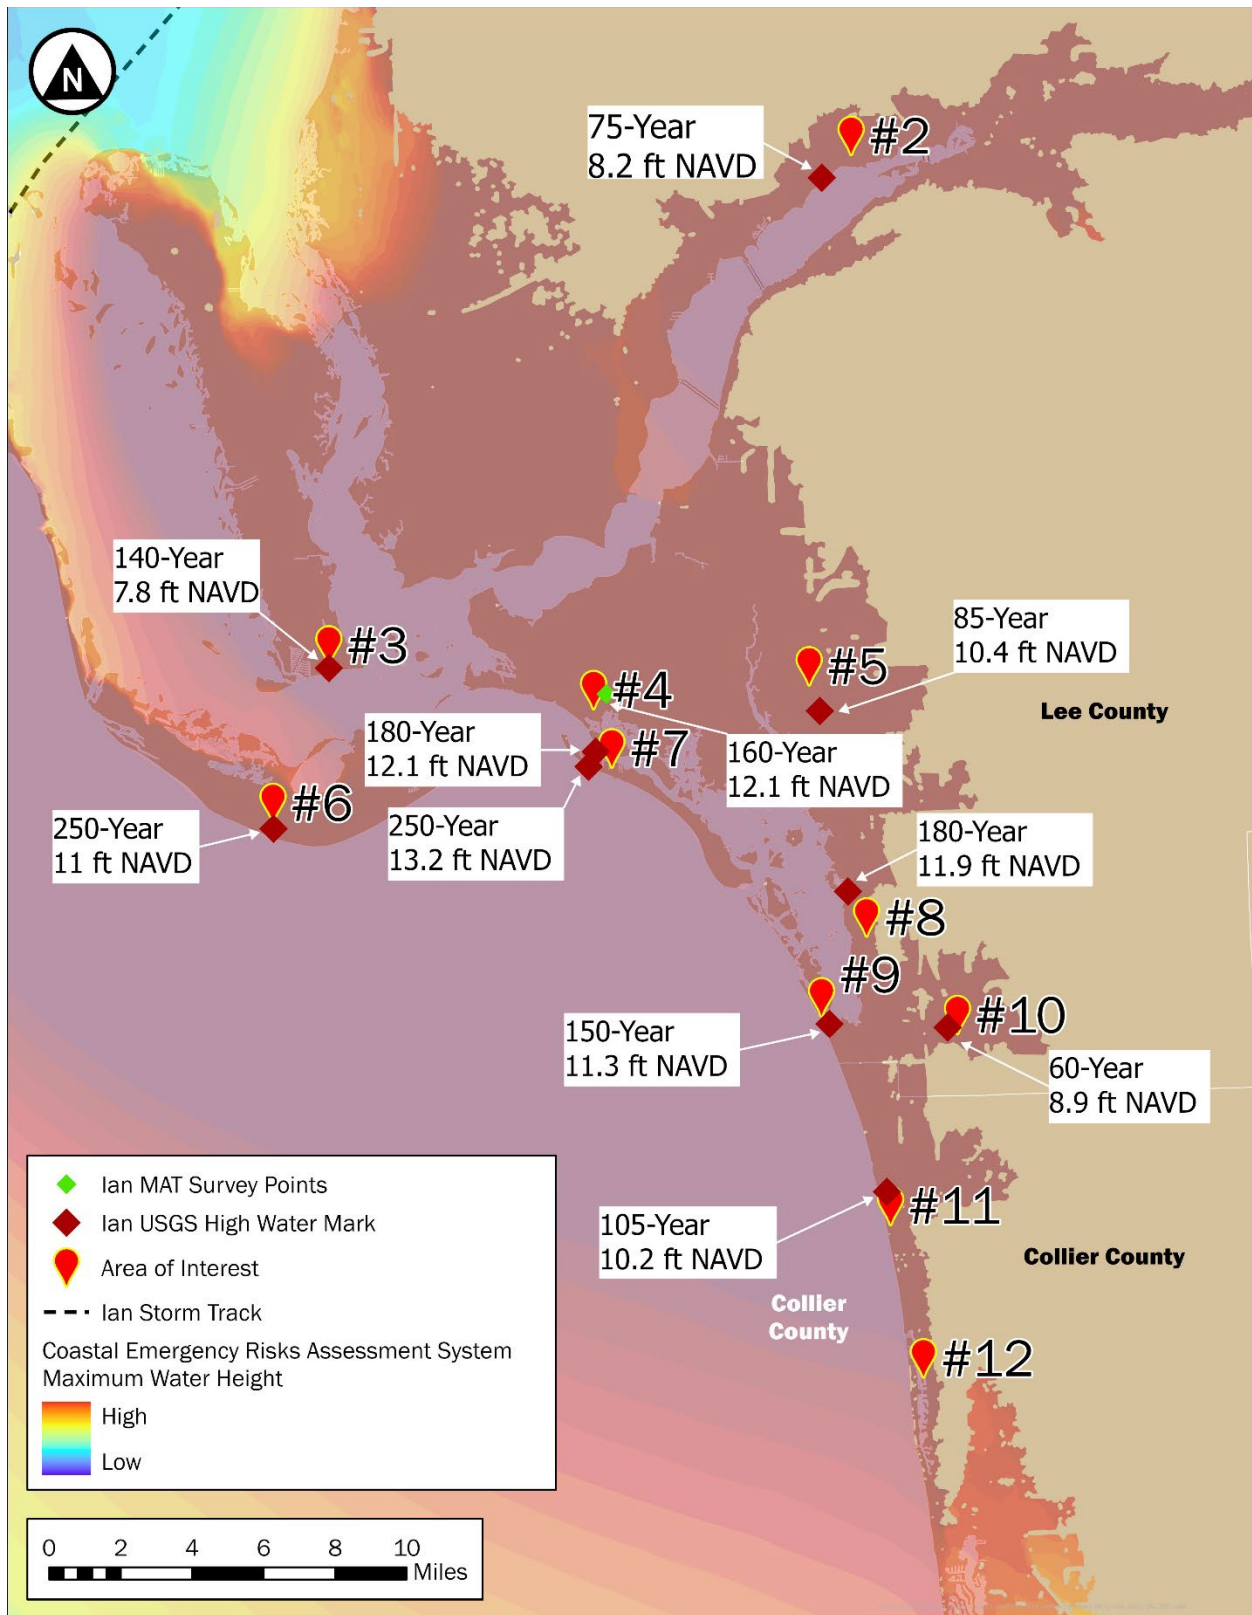 N
75-Year
8.2 ft NAVD
#2
140-Year
7.8 ft NAVD
#3
85-Year
10.4 ft NAVD
#5
#4
Lee County
180-Year
12.1 ft NAVD
#7
160-Year
12.1 ft NAVD
#6
250-Year
11 ft NAVD
250-Year
13.2 ft NAVD
180-Year
11.9 ft NAVD
#8
#9
#10
150-Year
11.3 ft NAVD
60-Year
8.9 ft NAVD
#11
105-Year
10.2 ft NAVD
Collier County
Collier
County
#12
Ian MAT Survey Points
Ian USGS High Water Mark
Area of Interest
Ian Storm Track
Coastal Emergency Risks Assessment System
Maximum Water Height
High
Low
0 2 4 6 8 10
Miles